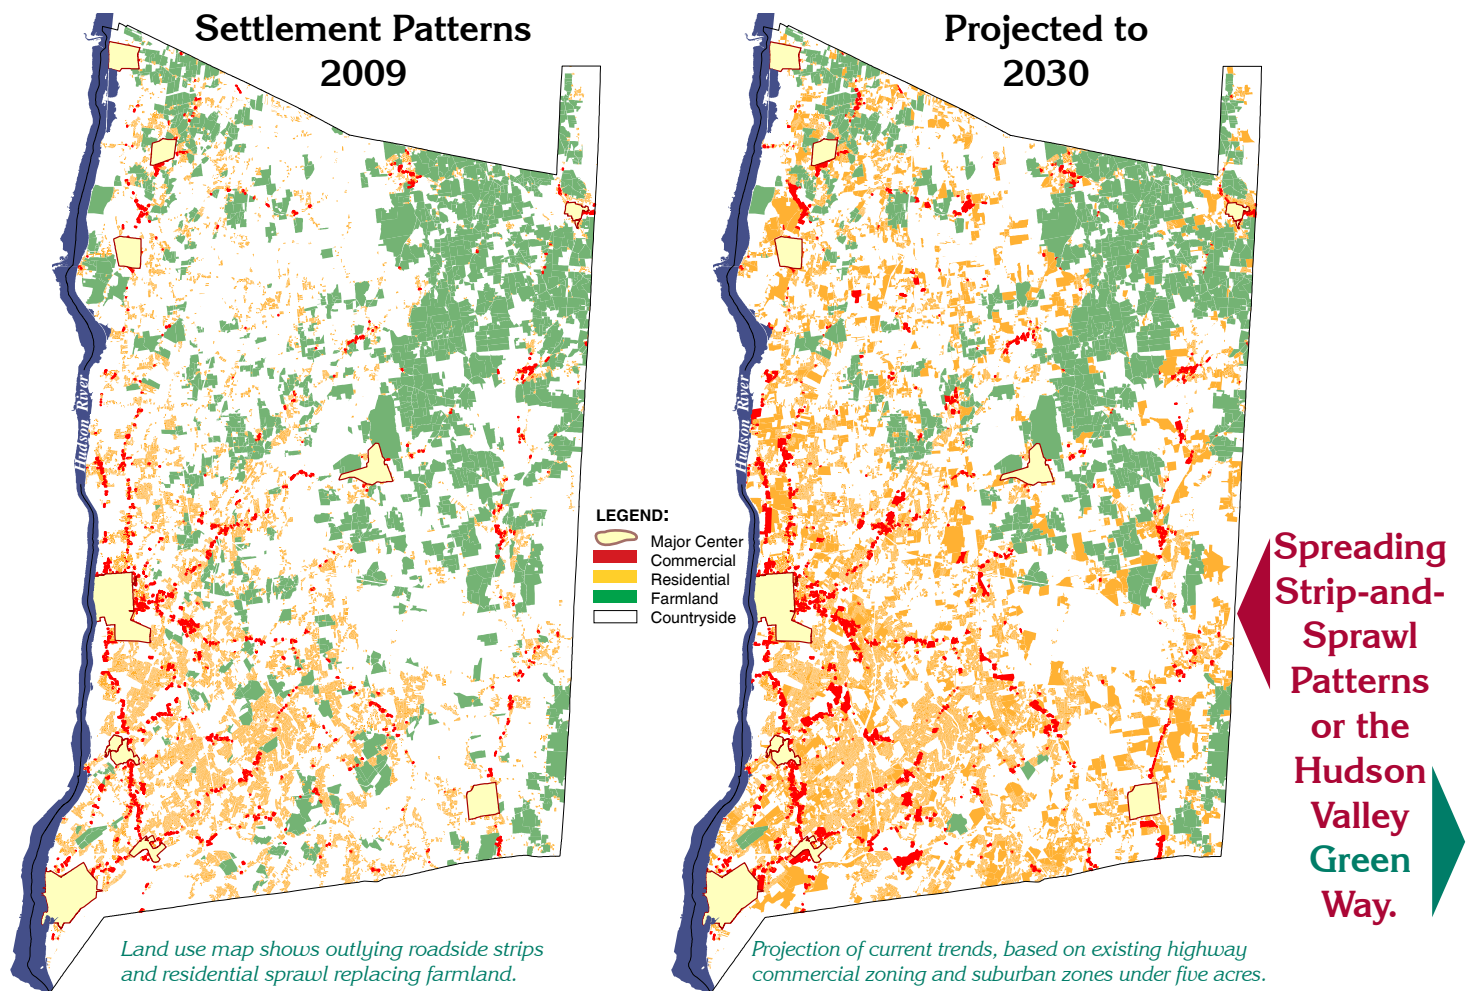 Settlement Patterns
2009
Projected to
2030
Hudson River
Hudson River
LEGEND:
Major Center
Commercial
Residential
Farmland
Countryside
Spreading
Strip-and-
Sprawl
Patterns
or the
Hudson
Valley
Green
Way.
Land use map shows outlying roadside strips
and residential sprawl replacing farmland.
Projection of current trends, based on existing highway
commercial zoning and suburban zones under five acres.